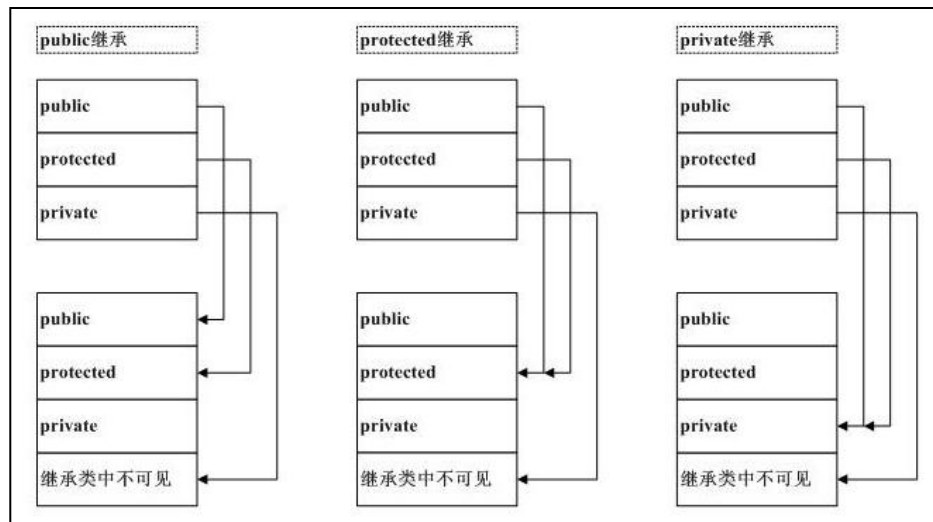 public继承
public
protected
private
public
protected
private
继承类中不可见
protected继承
public
protected
private
public
protected
private
继承类中不可见
private继承
public
protected
private
public
protected
private
继承类中不可见